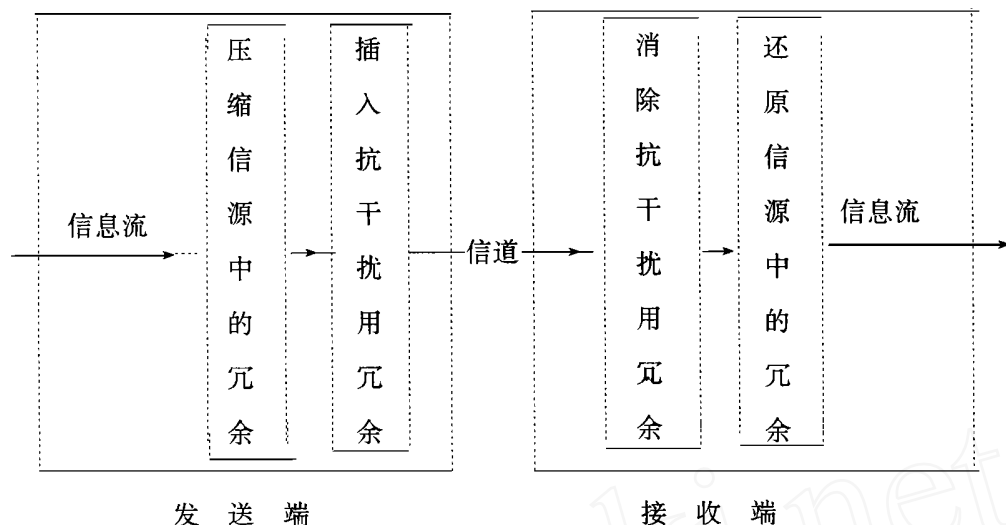 信息流
压缩信源中的冗余
插入抗干扰用冗余
信道
消除抗干扰用冗余
还原信源中的冗余
信息流
发送端
接收端